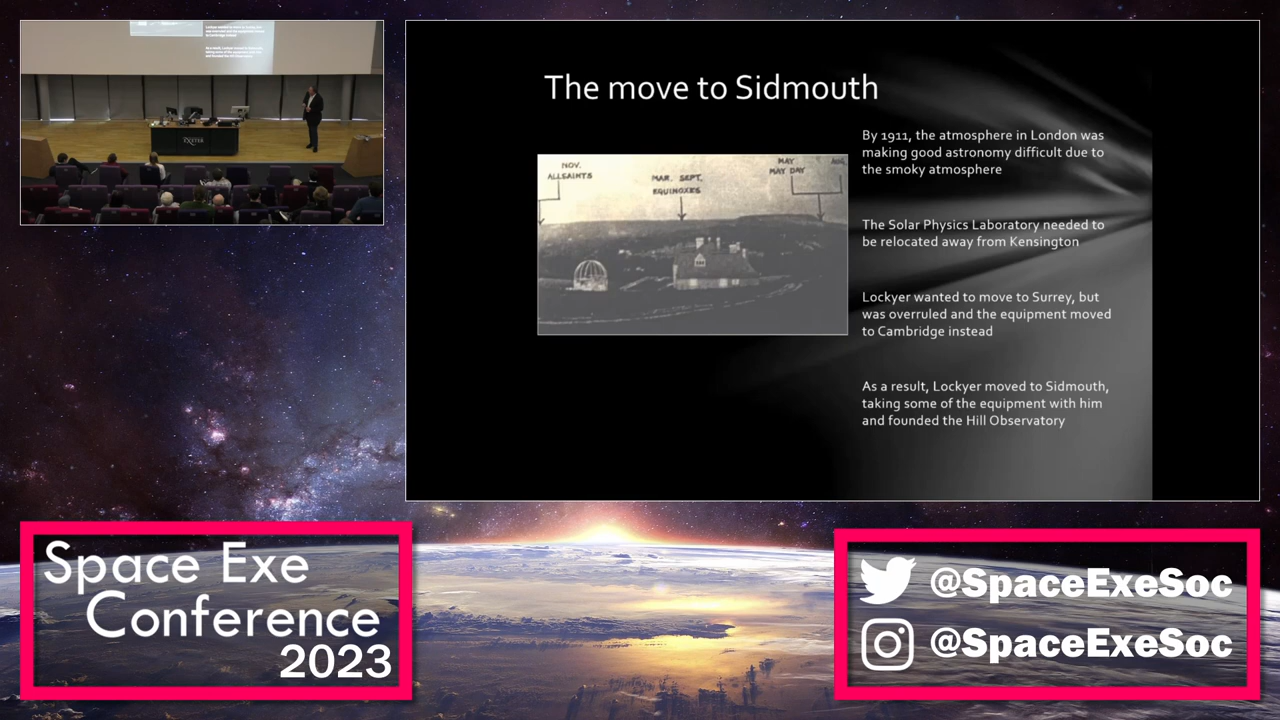 The move to Sidmouth
By 1911, the atmosphere in London was
making good astronomy difficult due to
the smoky atmosphere
The Solar Physics Laboratory needed to
be relocated away from Kensington
Lockyer wanted to move to Surrey, but
was overruled and the equipment moved
to Cambridge instead
As a result, Lockyer moved to Sidmouth,
taking some of the equipment with him
and founded the Hill Observatory
NOV.
ALLSAINTS
MAR. SEPT.
EQUINOXES
MAY
MAY DAY
EXETER
Space Exe
Conference
2023
@SpaceExeSoc
@SpaceExeSoc